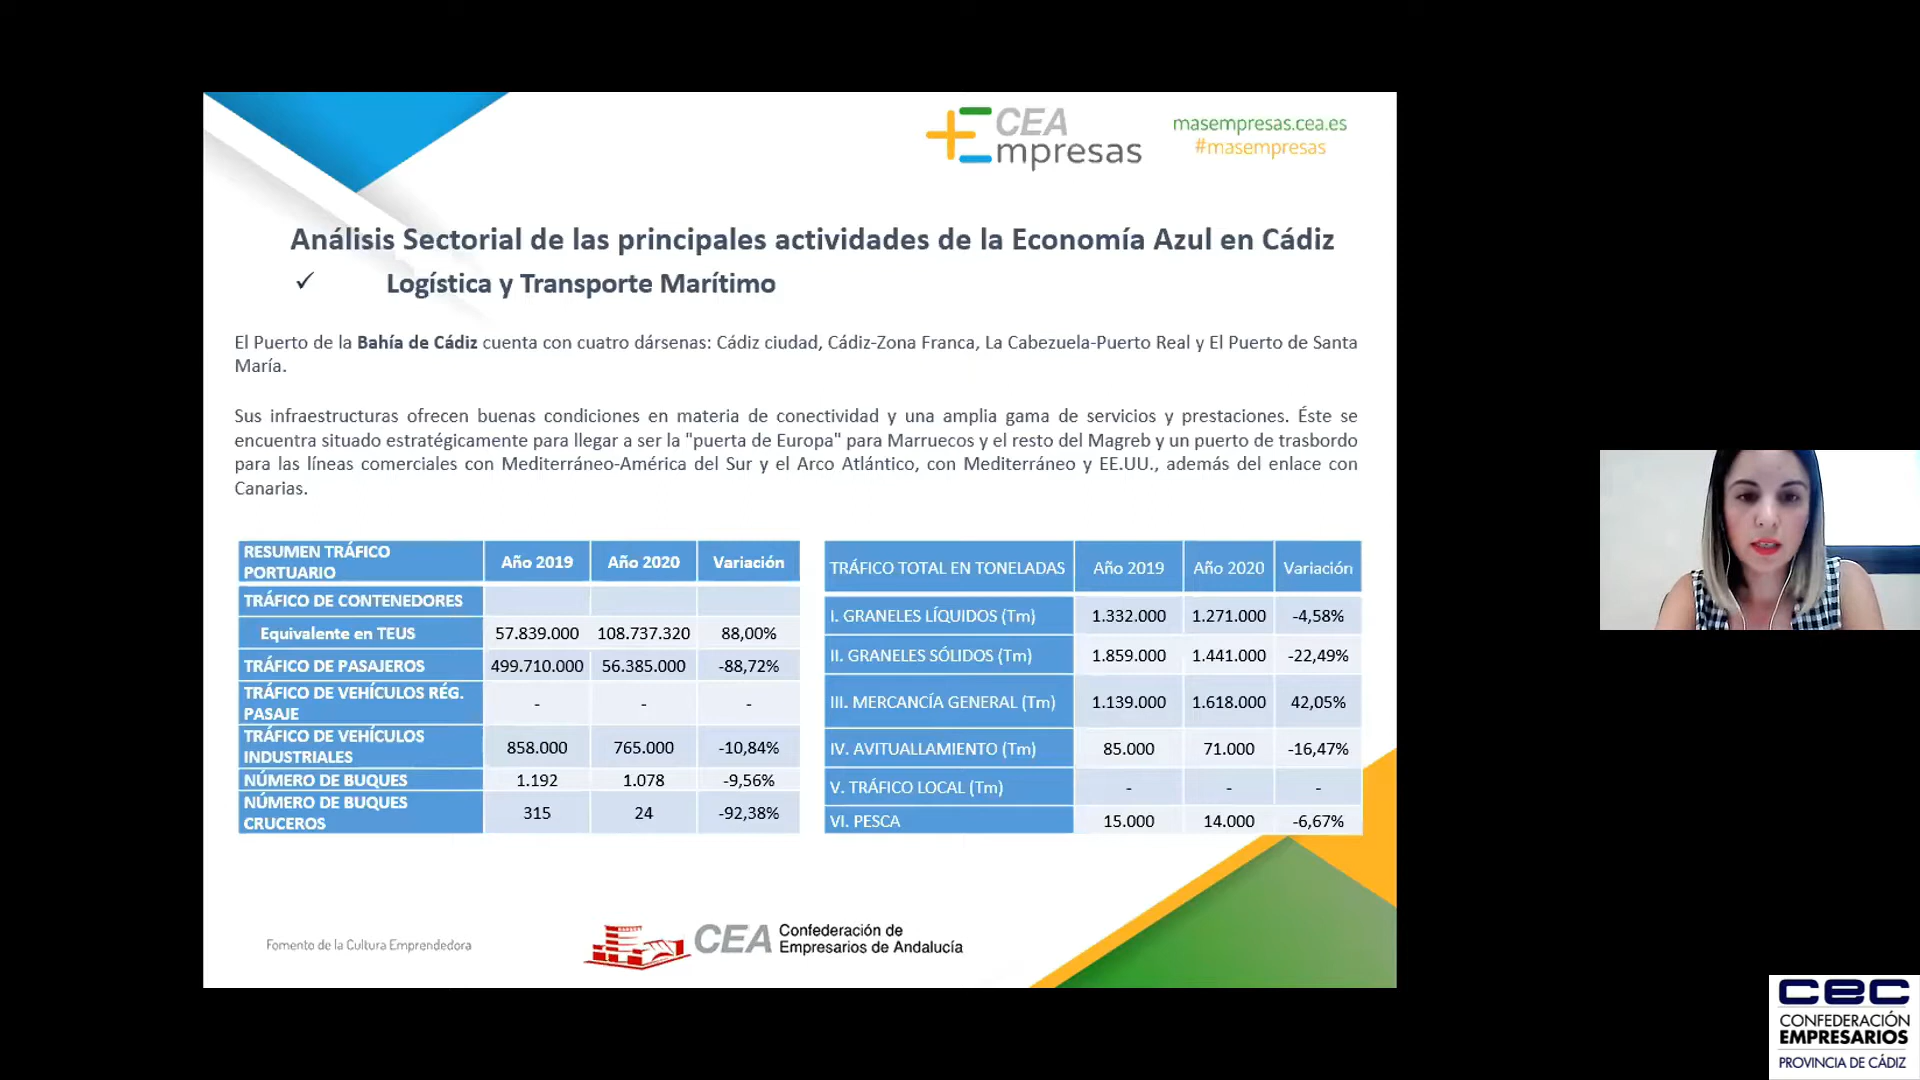 CEA
Empresas
masempresas.cea.es
#masempresas
Análisis Sectorial de las principales actividades de la Economía Azul en Cádiz
✓ Logística y Transporte Marítimo
El Puerto de la Bahía de Cádiz cuenta con cuatro dársenas: Cádiz ciudad, Cádiz-Zona Franca, La Cabezuela-Puerto Real y El Puerto de Santa
María.
Sus infraestructuras ofrecen buenas condiciones en materia de conectividad y una amplia gama de servicios y prestaciones. Éste se
encuentra situado estratégicamente para llegar a ser la "puerta de Europa" para Marruecos y el resto del Magreb y un puerto de trasbordo
para las líneas comerciales con Mediterráneo-América del Sur y el Arco Atlántico, con Mediterráneo y EE.UU., además del enlace con
Canarias.
RESUMEN TRÁFICO
PORTUARIO Año 2019 Año 2020 Variación
TRÁFICO DE CONTENEDORES
Equivalente en TEUS 57.839.000 108.737.320 88,00%
TRÁFICO DE PASAJEROS 499.710.000 56.385.000 -88,72%
TRÁFICO DE VEHÍCULOS RÉG.
PASAJE - - -
TRÁFICO DE VEHÍCULOS
INDUSTRIALES 858.000 765.000 -10,84%
NÚMERO DE BUQUES 1.192 1.078 -9,56%
NÚMERO DE BUQUES
CRUCEROS 315 24 -92,38%
TRÁFICO TOTAL EN TONELADAS Año 2019 Año 2020 Variación
I. GRANELES LÍQUIDOS (Tm) 1.332.000 1.271.000 -4,58%
II. GRANELES SÓLIDOS (Tm) 1.859.000 1.441.000 -22,49%
III. MERCANCÍA GENERAL (Tm) 1.139.000 1.618.000 42,05%
IV. AVITUALLAMIENTO (Tm) 85.000 71.000 -16,47%
V. TRÁFICO LOCAL (Tm) - - -
VI. PESCA 15.000 14.000 -6,67%
Fomento de la Cultura Emprendedora
CEA Confederación de
Empresarios de Andalucía
cec
CONFEDERACIÓN
EMPRESARIOS
PROVINCIA DE CÁDIZ